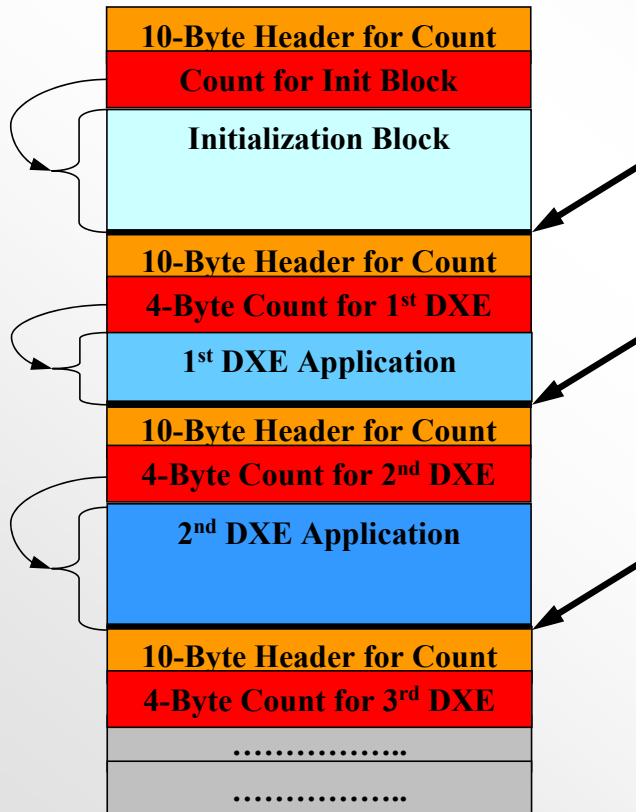 10-Byte Header for Count
Count for Init Block
Initialization Block
10-Byte Header for Count
4-Byte Count for 1st DXE
1st DXE Application
10-Byte Header for Count
4-Byte Count for 2nd DXE
2nd DXE Application
10-Byte Header for Count
4-Byte Count for 3rd DXE
……………..
……………..